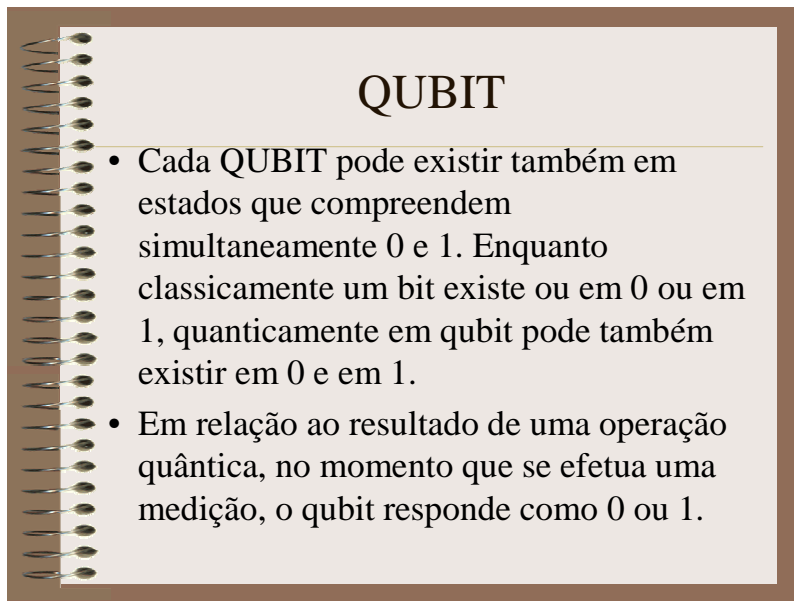 QUBIT
• Cada QUBIT pode existir também em
estados que compreendem
simultaneamente 0 e 1. Enquanto
classicamente um bit existe ou em 0 ou em
1, quanticamente em qubit pode também
existir em 0 e em 1.
• Em relação ao resultado de uma operação
quântica, no momento que se efetua uma
medição, o qubit responde como 0 ou 1.